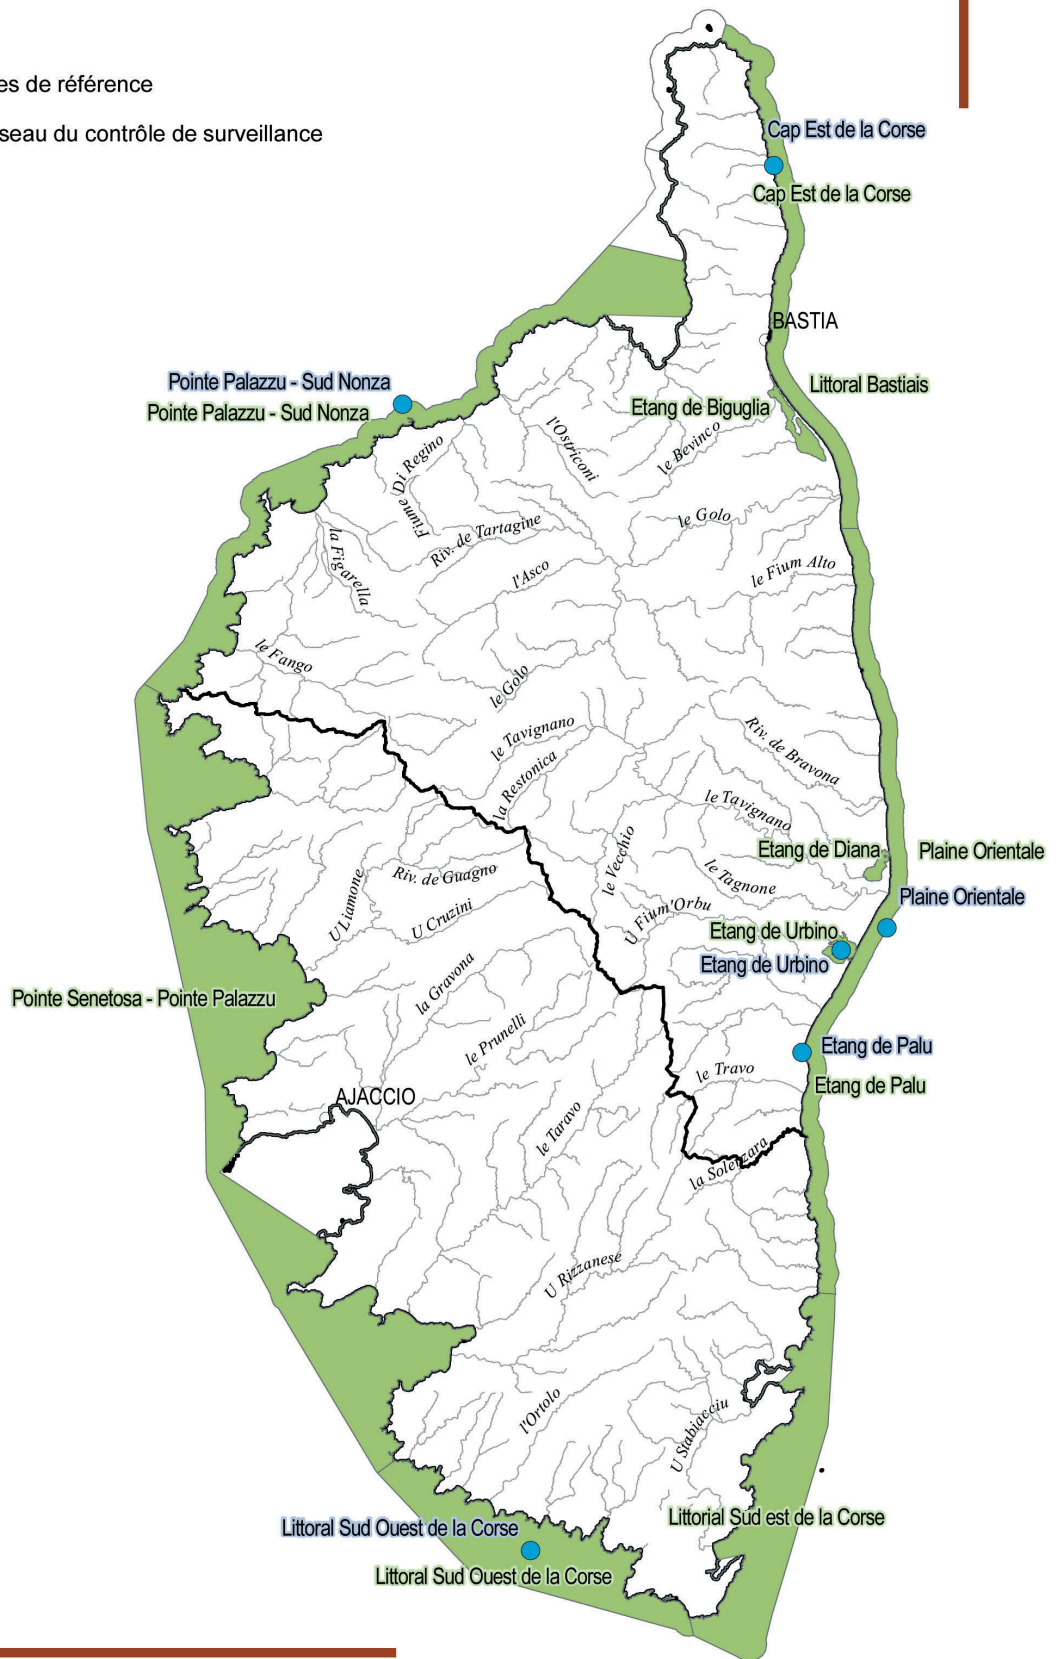 es de référence
seau du contrôle de surveillance
Cap Est de la Corse
Cap Est de la Corse
BASTIA
Pointe Palazzu - Sud Nonza
Pointe Palazzu - Sud Nonza
Littoral Bastiais
Etang de Biguglia
l'Ostriconi
le Bevinco
Fiume Di Regino
la Figarella
Riv. de Tartagine
le Golo
l'Asco
le Fium Alto
le Fango
le Golo
le Tavignano
la Restonica
Riv. de Bravona
le Tavignano
le Vecchio
Etang de Diana
Plaine Orientale
Riv. de Guagno
le Tagnone
Plaine Orientale
U Liamone
U Cruzini
U Fium'Orbu
Etang de Urbino
Etang de Urbino
la Gravona
Pointe Senetosa - Pointe Palazzu
le Prunelli
Etang de Palu
le Travo
Etang de Palu
AJACCIO
le Taravo
la Solenzara
U Rizzanese
l'Ortolo
U Stabiacciu
Littorial Sud est de la Corse
Littoral Sud Ouest de la Corse
Littoral Sud Ouest de la Corse